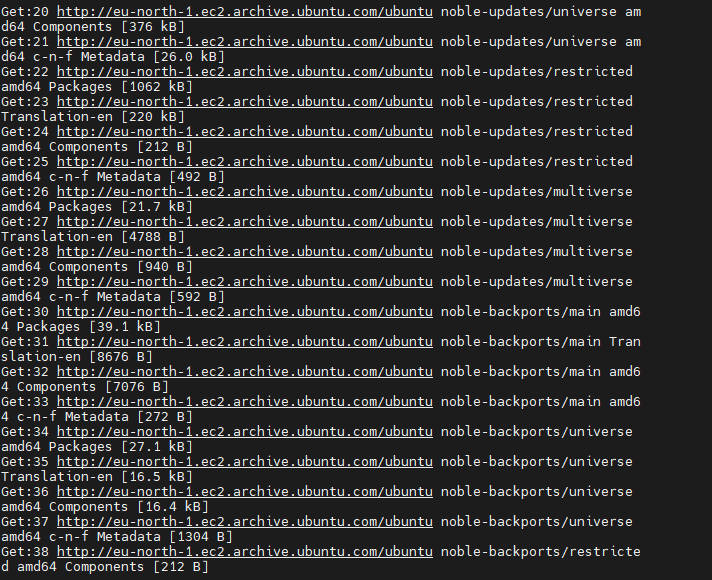 Get:20 http://eu-north-1.ec2.archive.ubuntu.com/ubuntu noble-updates/universe am
d64 Components [376 kB]
Get:21 http://eu-north-1.ec2.archive.ubuntu.com/ubuntu noble-updates/universe am
d64 c-n-f Metadata [26.0 kB]
Get:22 http://eu-north-1.ec2.archive.ubuntu.com/ubuntu noble-updates/restricted
amd64 Packages [1062 kB]
Get:23 http://eu-north-1.ec2.archive.ubuntu.com/ubuntu noble-updates/restricted
Translation-en [220 kB]
Get:24 http://eu-north-1.ec2.archive.ubuntu.com/ubuntu noble-updates/restricted
amd64 Components [212 B]
Get:25 http://eu-north-1.ec2.archive.ubuntu.com/ubuntu noble-updates/restricted
amd64 c-n-f Metadata [492 B]
Get:26 http://eu-north-1.ec2.archive.ubuntu.com/ubuntu noble-updates/multiverse
amd64 Packages [21.7 kB]
Get:27 http://eu-north-1.ec2.archive.ubuntu.com/ubuntu noble-updates/multiverse
Translation-en [4788 B]
Get:28 http://eu-north-1.ec2.archive.ubuntu.com/ubuntu noble-updates/multiverse
amd64 Components [940 B]
Get:29 http://eu-north-1.ec2.archive.ubuntu.com/ubuntu noble-updates/multiverse
amd64 c-n-f Metadata [592 B]
Get:30 http://eu-north-1.ec2.archive.ubuntu.com/ubuntu noble-backports/main amd6
4 Packages [39.1 kB]
Get:31 http://eu-north-1.ec2.archive.ubuntu.com/ubuntu noble-backports/main Tran
slation-en [8676 B]
Get:32 http://eu-north-1.ec2.archive.ubuntu.com/ubuntu noble-backports/main amd6
4 Components [7076 B]
Get:33 http://eu-north-1.ec2.archive.ubuntu.com/ubuntu noble-backports/main amd6
4 c-n-f Metadata [272 B]
Get:34 http://eu-north-1.ec2.archive.ubuntu.com/ubuntu noble-backports/universe
amd64 Packages [27.1 kB]
Get:35 http://eu-north-1.ec2.archive.ubuntu.com/ubuntu noble-backports/universe
Translation-en [16.5 kB]
Get:36 http://eu-north-1.ec2.archive.ubuntu.com/ubuntu noble-backports/universe
amd64 Components [16.4 kB]
Get:37 http://eu-north-1.ec2.archive.ubuntu.com/ubuntu noble-backports/universe
amd64 c-n-f Metadata [1304 B]
Get:38 http://eu-north-1.ec2.archive.ubuntu.com/ubuntu noble-backports/restricte
d amd64 Components [212 B]